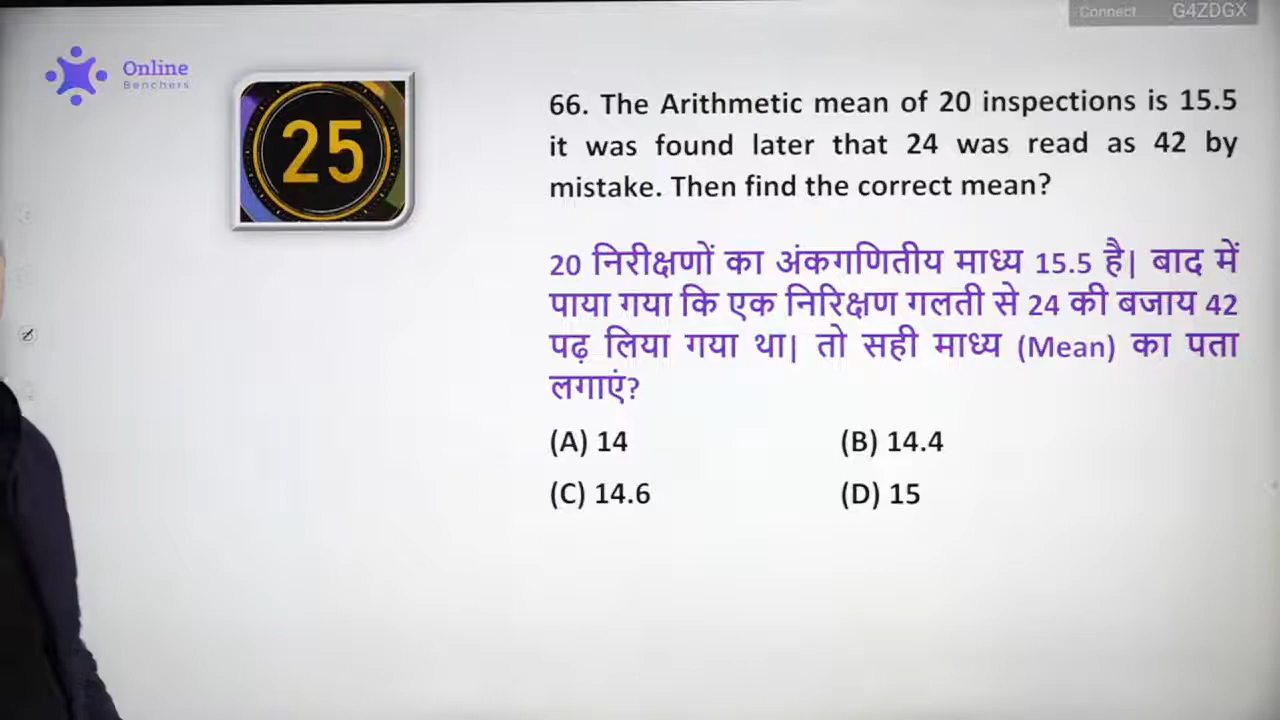 Connect G4ZDGX
Online
Benchers
25
66. The Arithmetic mean of 20 inspections is 15.5
it was found later that 24 was read as 42 by
mistake. Then find the correct mean?
20 निरीक्षणों का अंकगणितीय माध्य 15.5 है| बाद में
पाया गया कि एक निरिक्षण गलती से 24 की बजाय 42
पढ़ लिया गया था| तो सही माध्य (Mean) का पता
लगाएं?
(A) 14 (B) 14.4
(C) 14.6 (D) 15